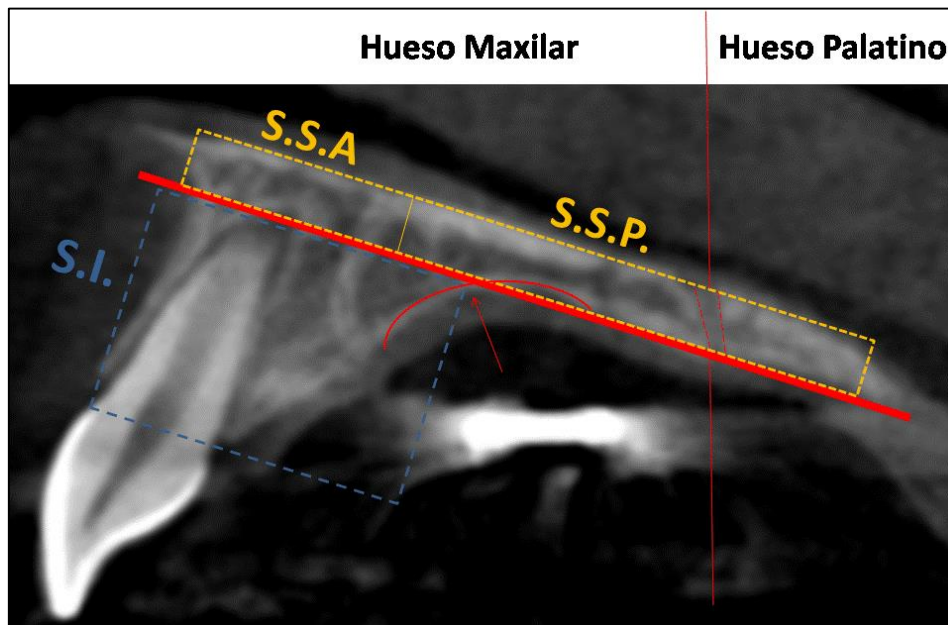 Hueso Maxilar
Hueso Palatino
S.S.A
S.S.P.
S.I.